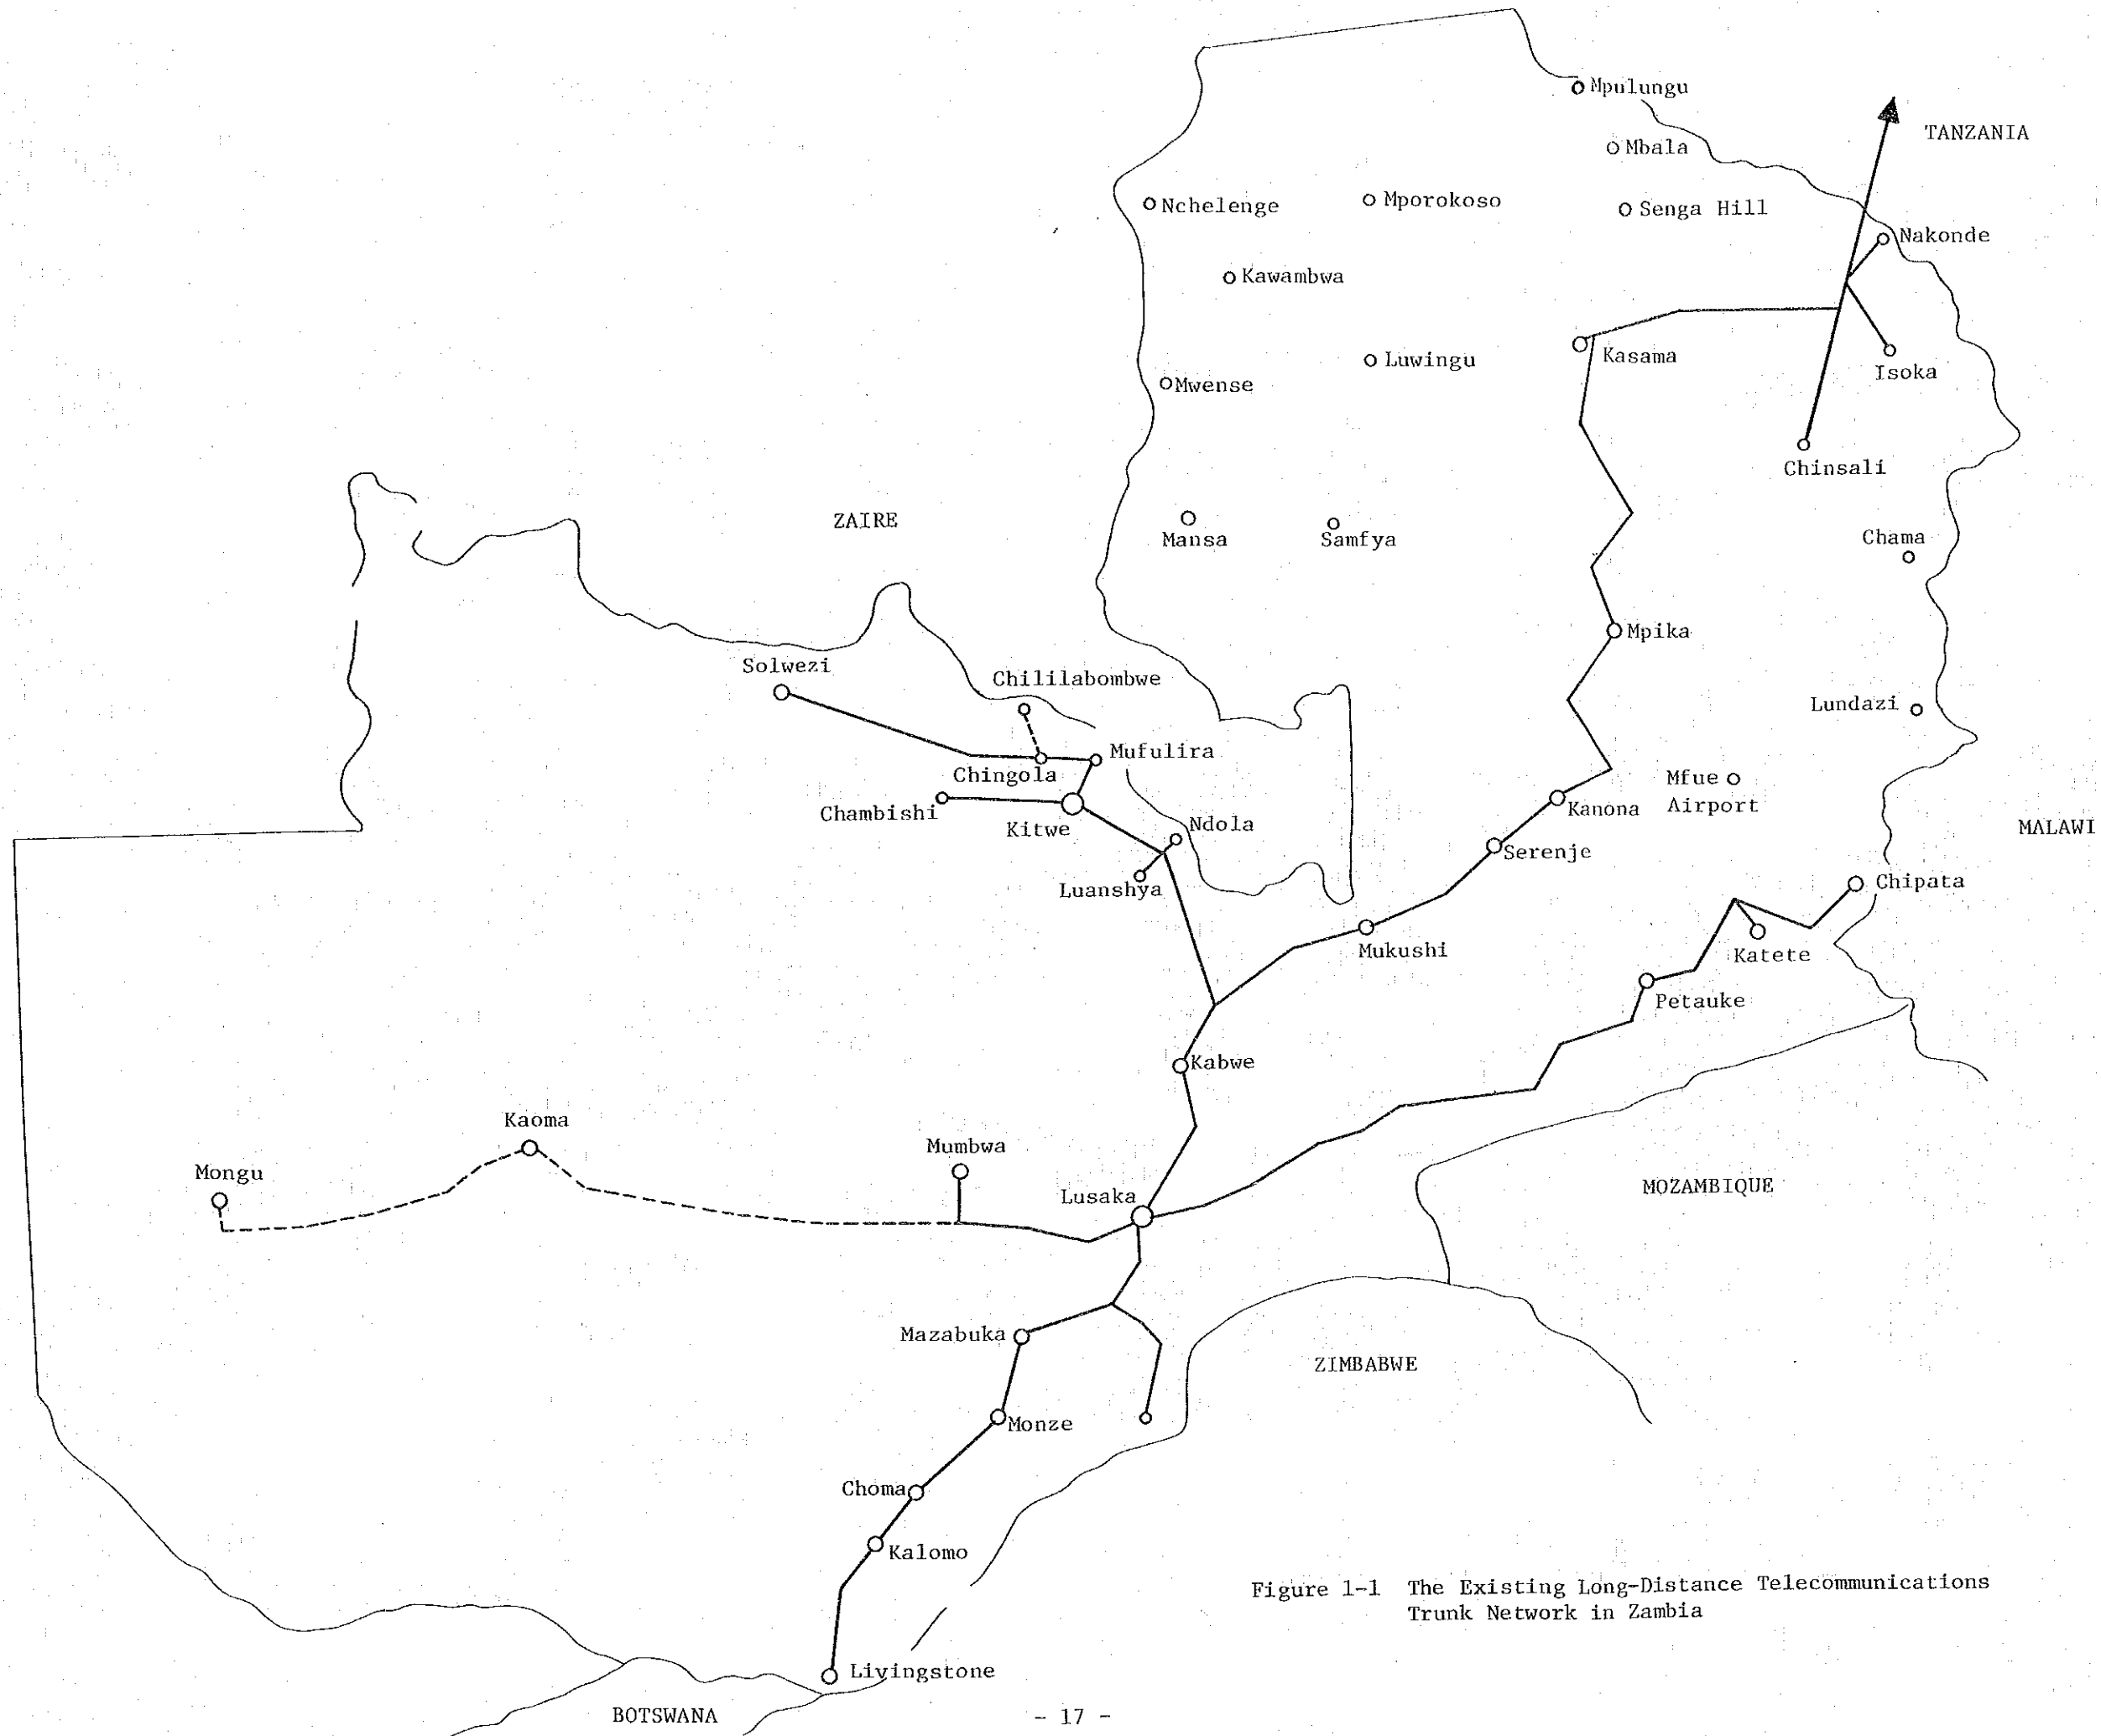 Mpulungu
TANZANIA
Mbala
Nchelenge
Mporokoso
Senga Hill
Nakonde
Kawambwa
Kasama
Luwingu
Isoka
Mwense
Chinsali
ZAIRE
Mansa
Samfya
Chama
Mpika
Solwezi
Chililabombwe
Lundazi
Mufulira
Chingola
Mfue
Airport
Chambishi
Kitwe
Kanona
Ndola
MALAWI
Serenje
Luanshya
Chipata
Mukushi
Katete
Petauke
Kabwe
Kaoma
Mumbwa
Mongu
Lusaka
MOZAMBIQUE
Mazabuka
ZIMBABWE
Monze
Choma
Kalomo
Figure 1-1 The Existing Long-Distance Telecommunications
Trunk Network in Zambia
Livingstone
BOTSWANA
- 17 -